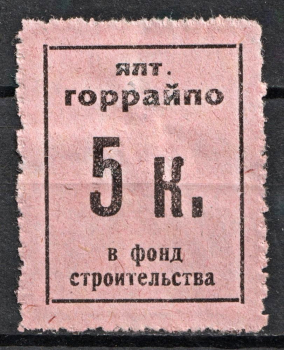 ялт.
горрайпо
5 к.
в фонд
строительства